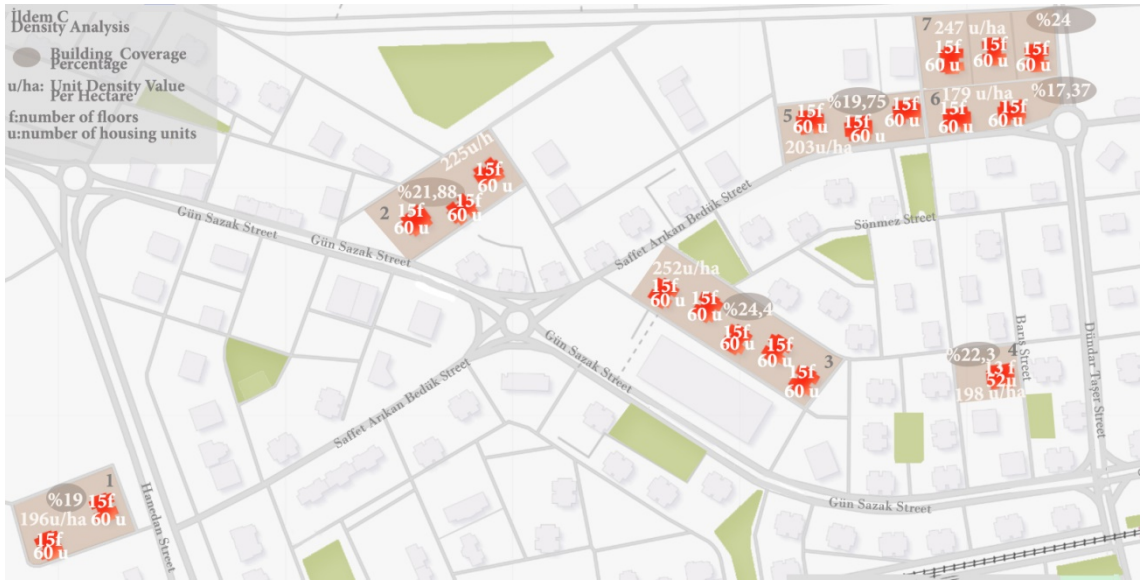 İldem C
Density Analysis
Building Coverage
Percentage
u/ha: Unit Density Value
Per Hectare
f:number of floors
u:number of housing units
7
247 u/ha
%24
15f
60 u
15f
60 u
15f
60 u
6
179 u/ha
%17,37
15f
60 u
15f
60 u
5
%19,75
15f
60 u
15f
60 u
15f
60 u
203u/ha
225u/h
2
%21,88
15f
60 u
15f
60 u
15f
60 u
Gün Sazak Street
Gün Sazak Street
Saffet Arıkan Bedük Street
Sönmez Street
252u/ha
15f
60 u
15f
60 u
%24,4
15f
60 u
15f
60 u
15f
60 u
3
Gün Sazak Street
Barış Street
Dündar Taşer Street
%22,3
4
13 f
52u
198 u/ha
Saffet Arıkan Bedük Street
Hanedan Street
1
%19
15f
60 u
196u/ha
15f
60 u
Gün Sazak Street